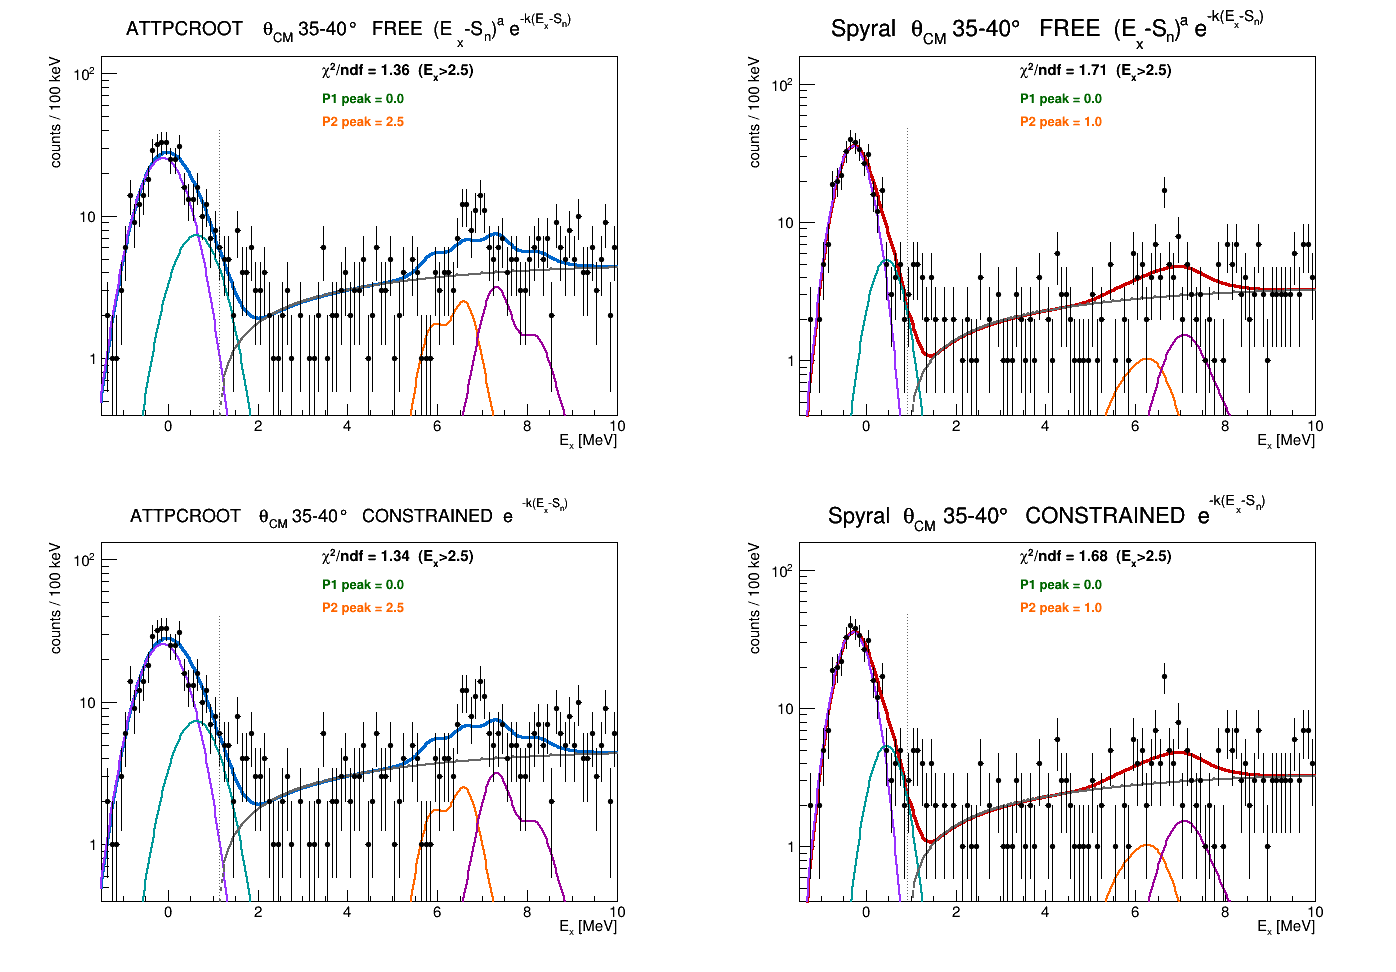 ATTPCROOT θCM 35-40° FREE (Ex-Sn)^a e^-k(Ex-Sn)
χ²/ndf = 1.36 (Ex>2.5)
P1 peak = 0.0
P2 peak = 2.5
counts / 100 keV
10²
10
1
0 2 4 6 8 10
Ex [MeV]
Spyral θCM 35-40° FREE (Ex-Sn)^a e^-k(Ex-Sn)
χ²/ndf = 1.71 (Ex>2.5)
P1 peak = 0.0
P2 peak = 1.0
counts / 100 keV
10²
10
1
0 2 4 6 8 10
Ex [MeV]
ATTPCROOT θCM 35-40° CONSTRAINED e^-k(Ex-Sn)
χ²/ndf = 1.34 (Ex>2.5)
P1 peak = 0.0
P2 peak = 2.5
counts / 100 keV
10²
10
1
0 2 4 6 8 10
Ex [MeV]
Spyral θCM 35-40° CONSTRAINED e^-k(Ex-Sn)
χ²/ndf = 1.68 (Ex>2.5)
P1 peak = 0.0
P2 peak = 1.0
counts / 100 keV
10²
10
1
0 2 4 6 8 10
Ex [MeV]